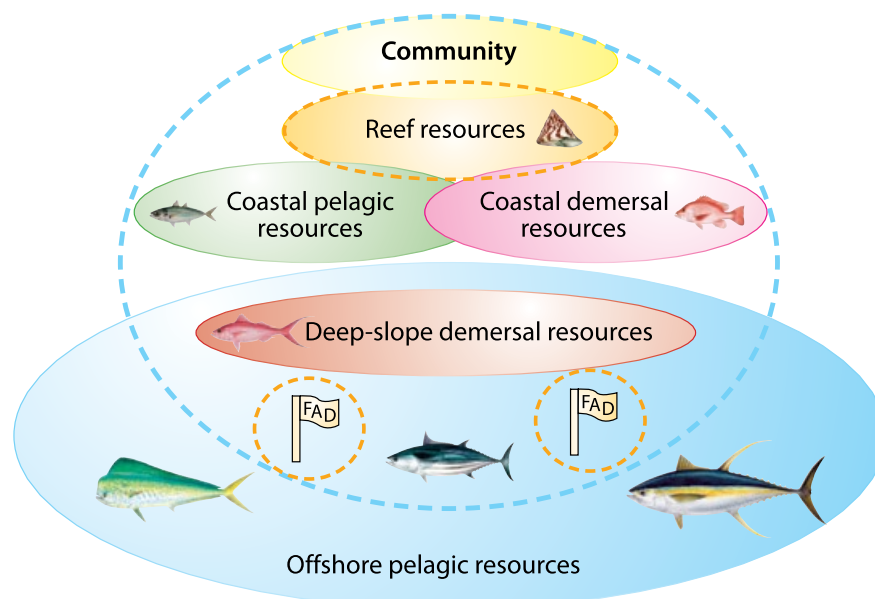 Community
Reef resources
Coastal pelagic
resources
Coastal demersal
resources
Deep-slope demersal resources
FAD
FAD
Offshore pelagic resources